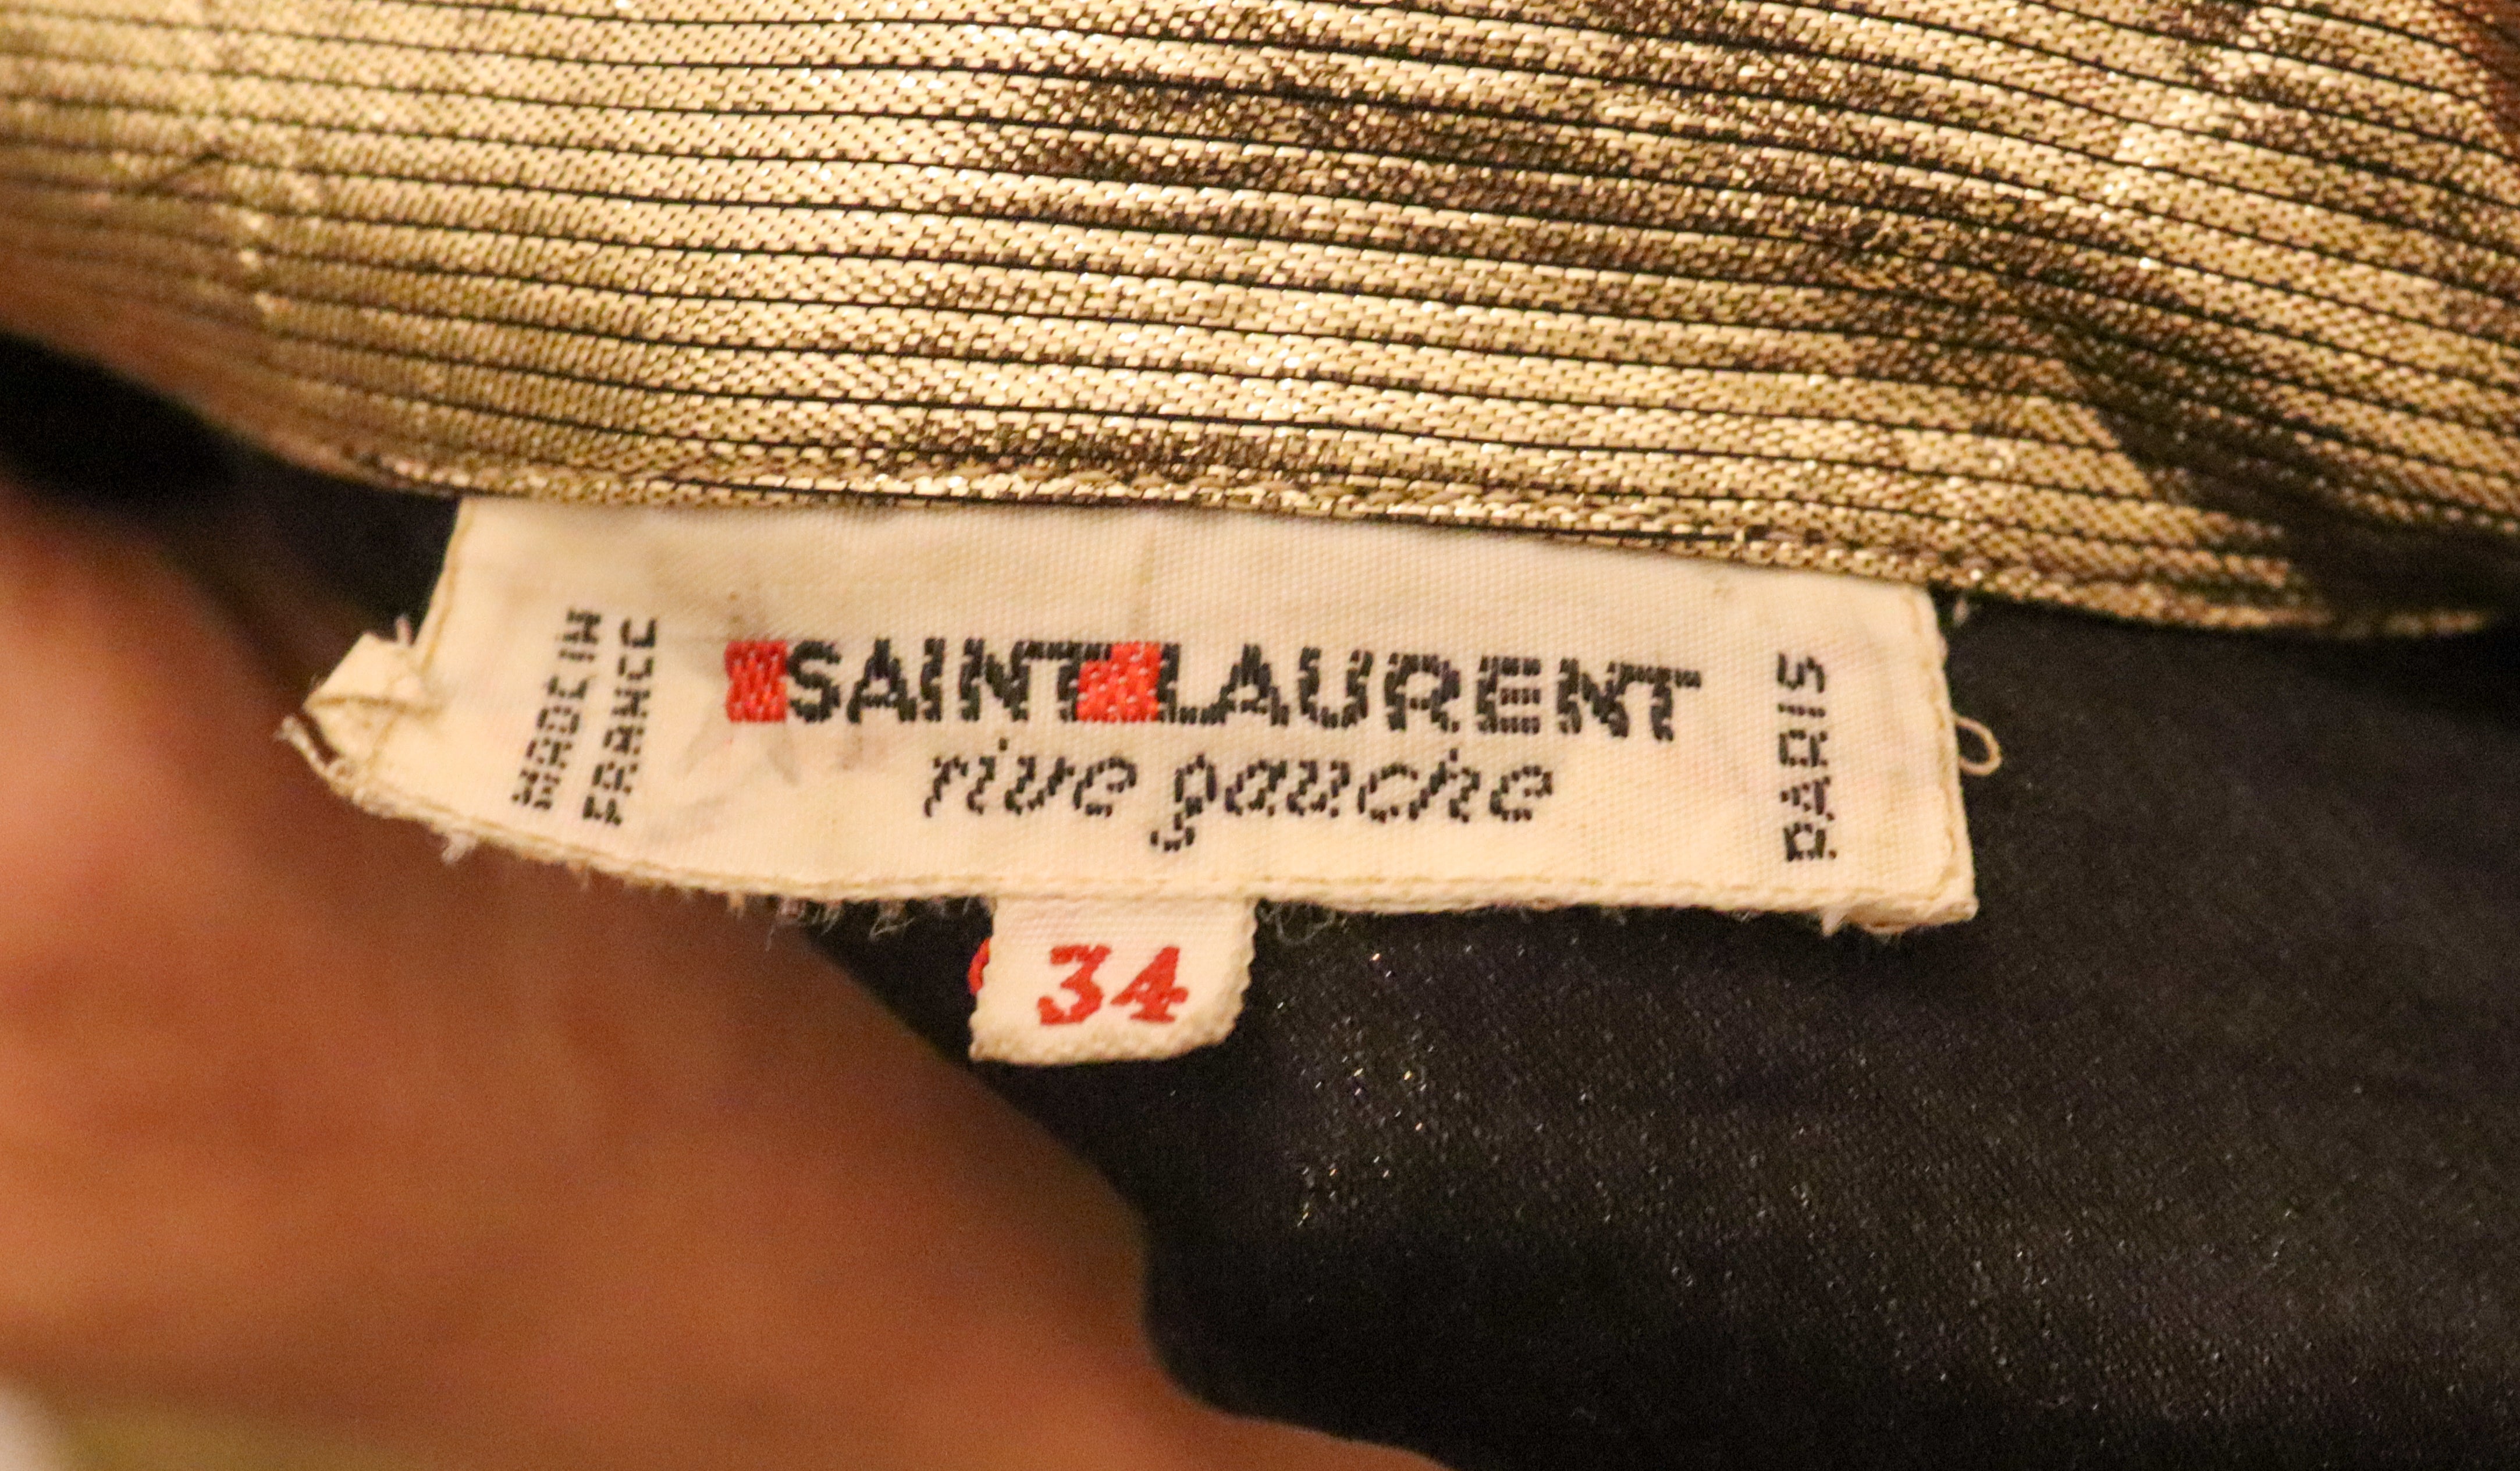 MADE IN
FRANCE
SAINT LAURENT
rive gauche
PARIS
34